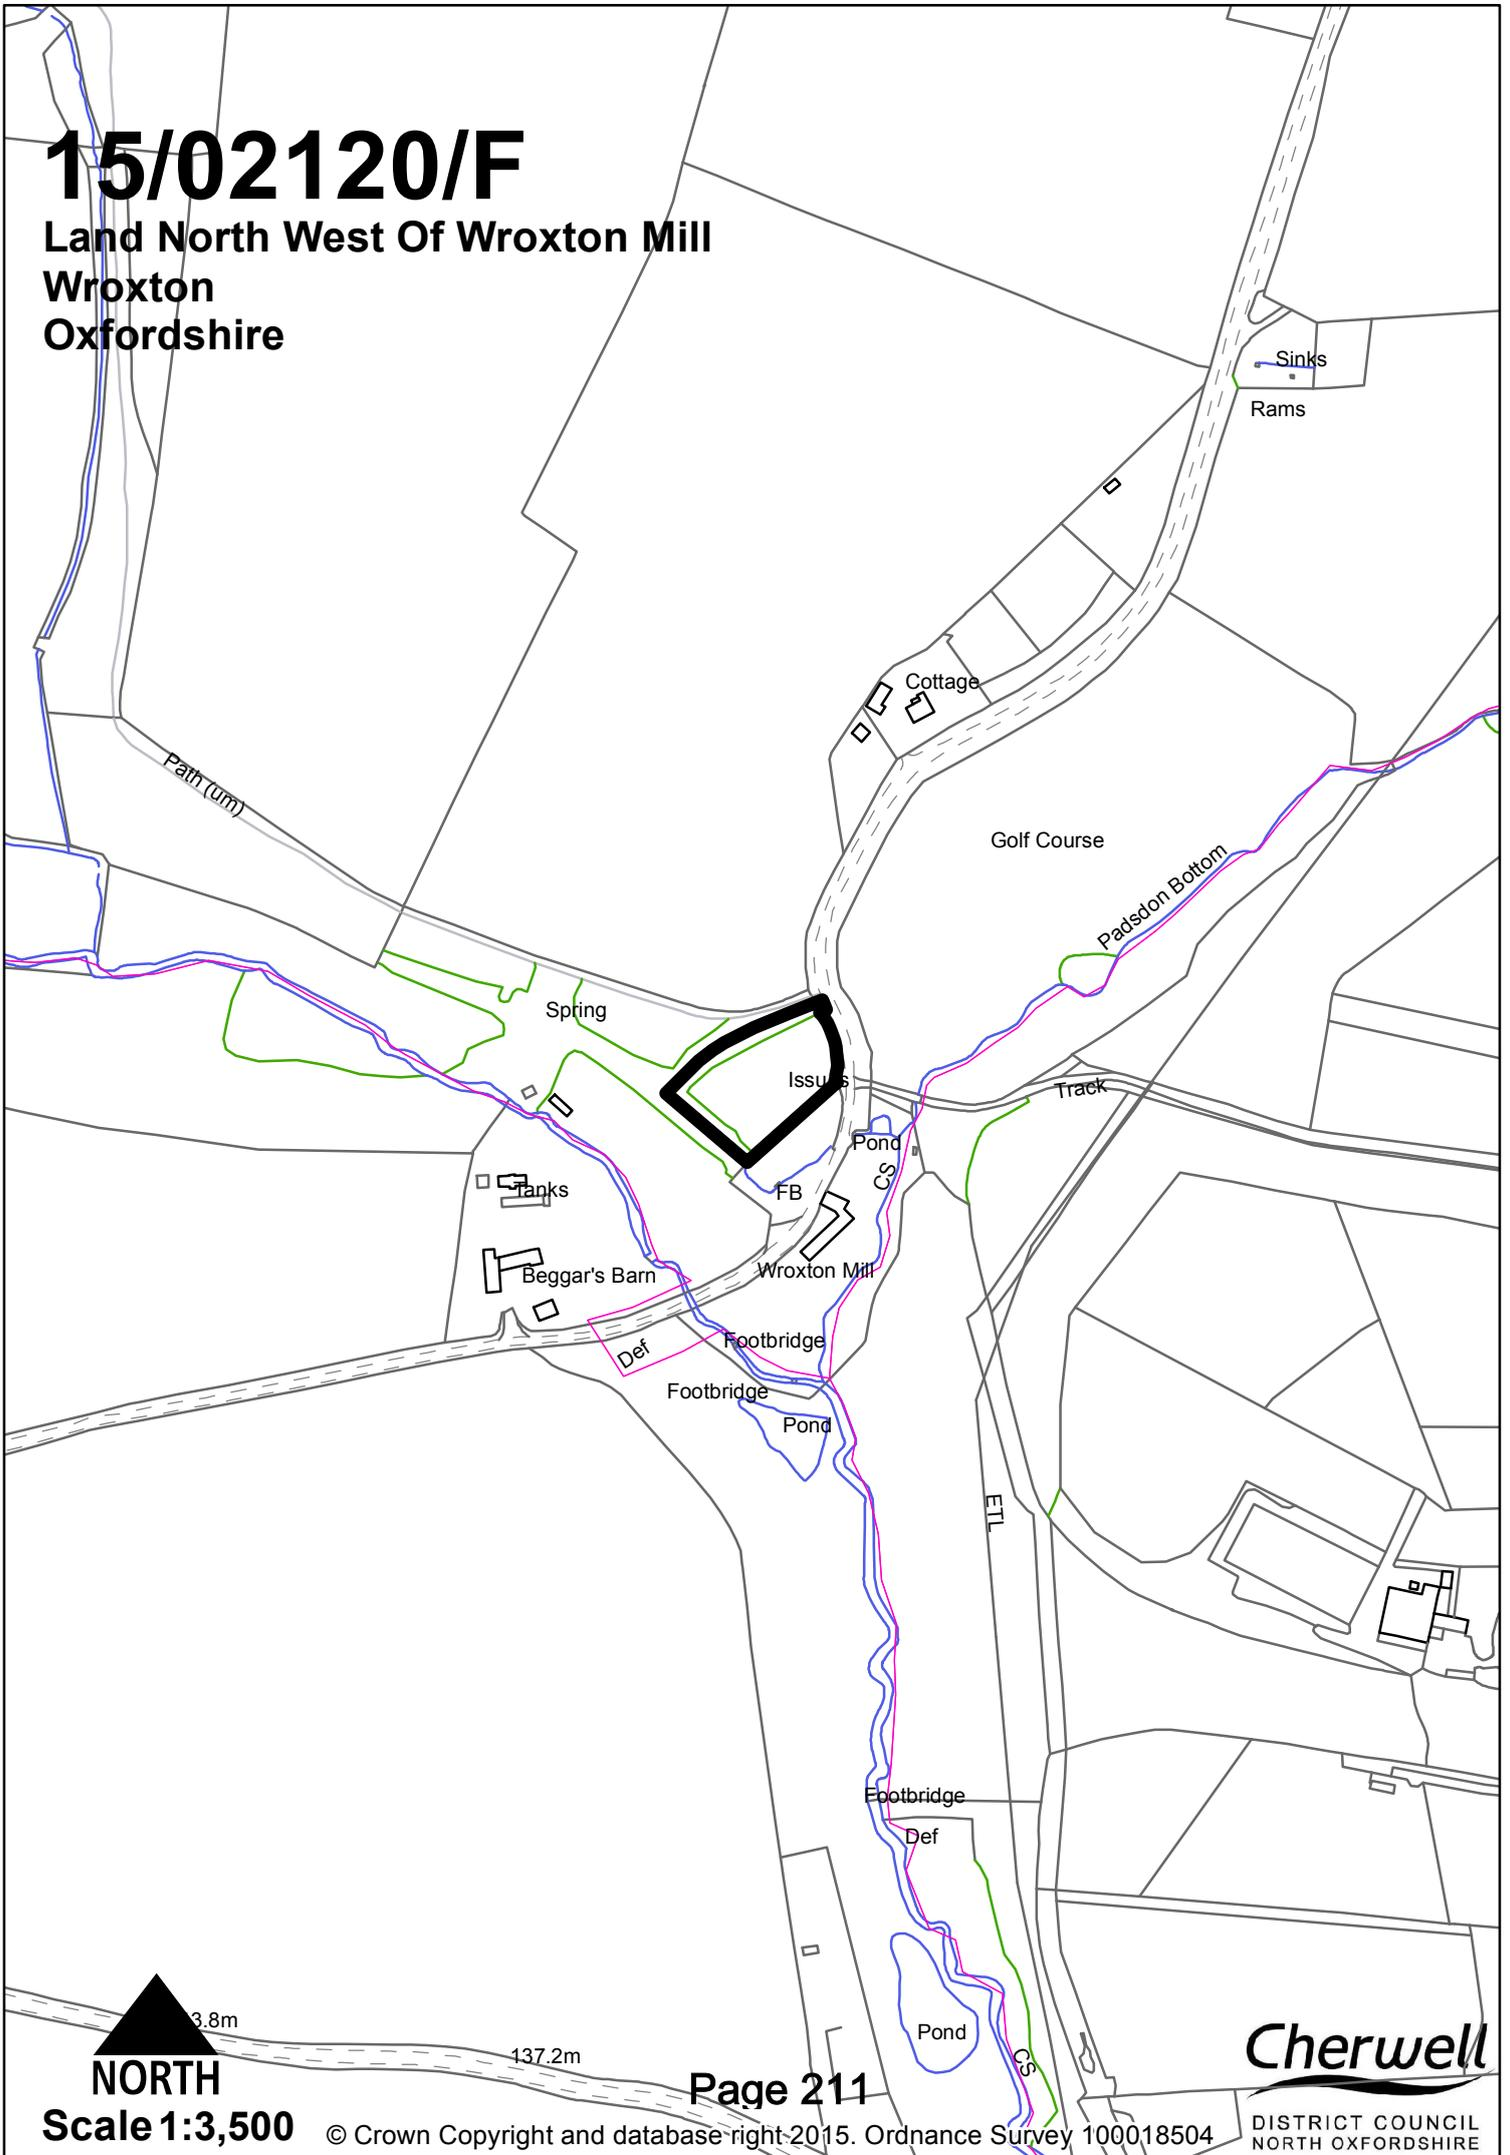 15/02120/F
Land North West Of Wroxton Mill
Wroxton
Oxfordshire
Sinks
Rams
Cottage
Path (um)
Golf Course
Padsdon Bottom
Spring
Issues
Track
Pond
CS
Tanks
FB
Beggar's Barn
Wroxton Mill
Def
Footbridge
Footbridge
Pond
ETL
Footbridge
Def
3.8m
137.2m
Pond
CS
NORTH
Scale 1:3,500
Page 211
© Crown Copyright and database right 2015. Ordnance Survey 100018504
Cherwell
DISTRICT COUNCIL
NORTH OXFORDSHIRE